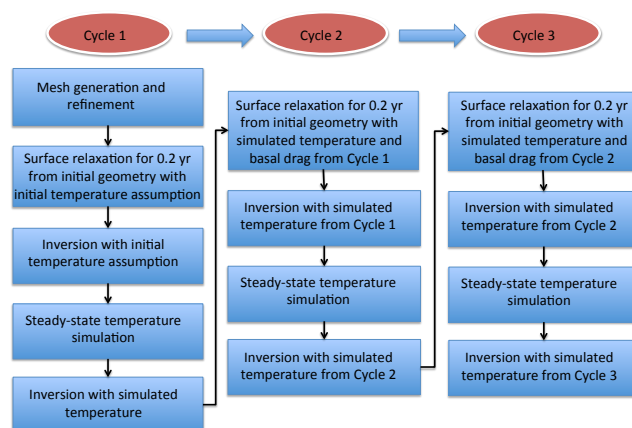 Cycle 1
Cycle 2
Cycle 3
Mesh generation and
refinement
Surface relaxation for 0.2 yr
from initial geometry with
initial temperature assumption
Inversion with initial
temperature assumption
Steady-state temperature
simulation
Inversion with simulated
temperature
Surface relaxation for 0.2 yr
from initial geometry with
simulated temperature and
basal drag from Cycle 1
Inversion with simulated
temperature from Cycle 1
Steady-state temperature
simulation
Inversion with simulated
temperature from Cycle 2
Surface relaxation for 0.2 yr
from initial geometry with
simulated temperature and
basal drag from Cycle 2
Inversion with simulated
temperature from Cycle 2
Steady-state temperature
simulation
Inversion with simulated
temperature from Cycle 3